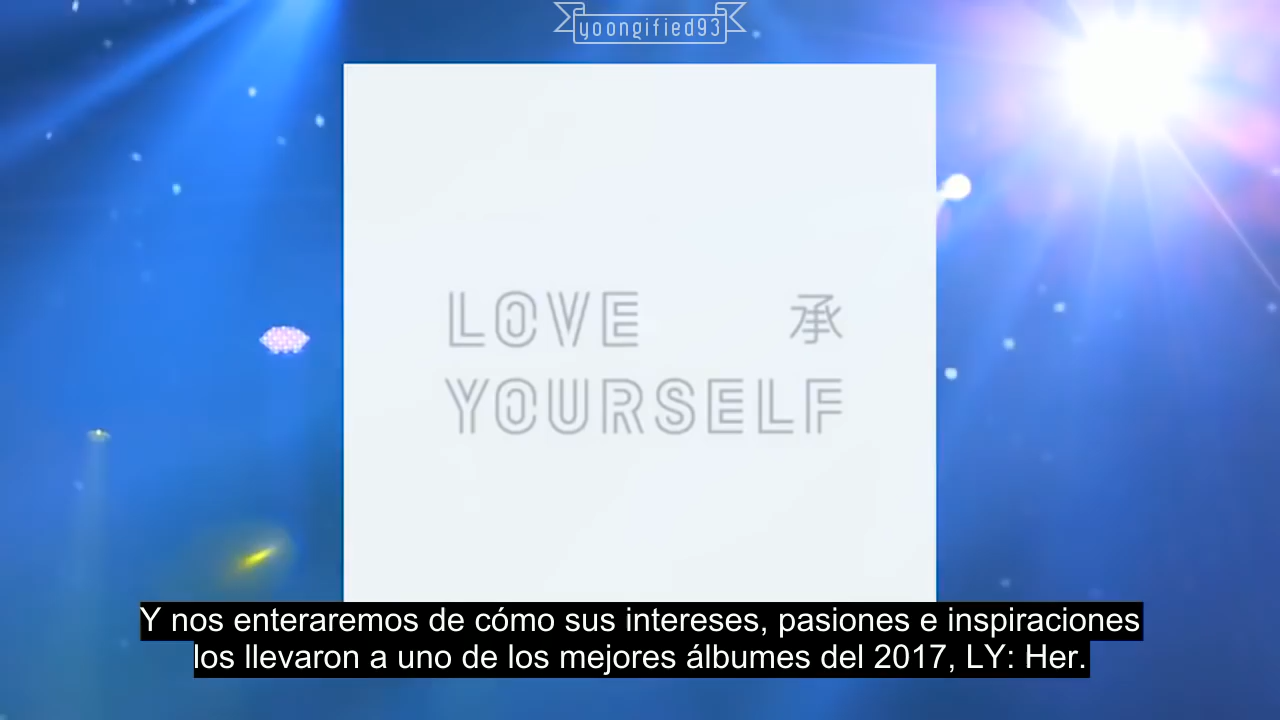 yoongified93
LOVE 承
YOURSELF
Y nos enteraremos de cómo sus intereses, pasiones e inspiraciones
los llevaron a uno de los mejores álbumes del 2017, LY: Her.